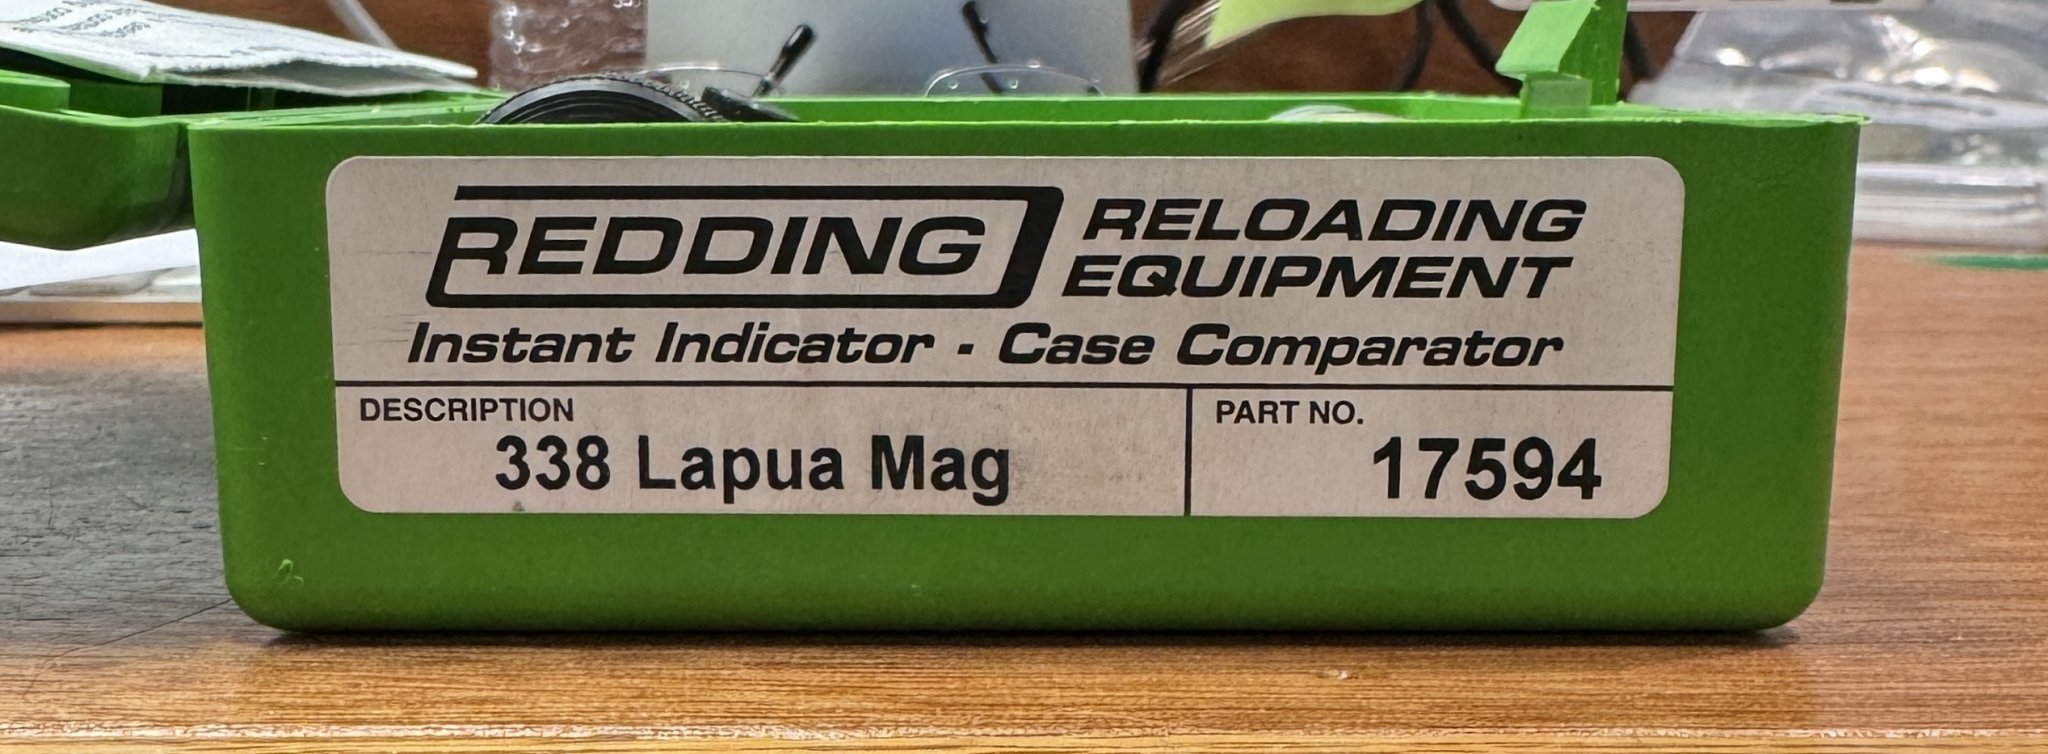 REDDING RELOADING
EQUIPMENT
Instant Indicator - Case Comparator
DESCRIPTION
338 Lapua Mag
PART NO.
17594